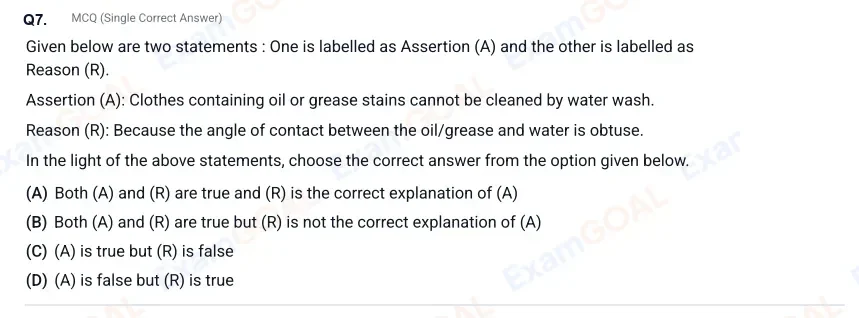 Q7. MCQ (Single Correct Answer)
Given below are two statements : One is labelled as Assertion (A) and the other is labelled as
Reason (R).
Assertion (A): Clothes containing oil or grease stains cannot be cleaned by water wash.
Reason (R): Because the angle of contact between the oil/grease and water is obtuse.
In the light of the above statements, choose the correct answer from the option given below.
(A) Both (A) and (R) are true and (R) is the correct explanation of (A)
(B) Both (A) and (R) are true but (R) is not the correct explanation of (A)
(C) (A) is true but (R) is false
(D) (A) is false but (R) is true
ExamGOAL